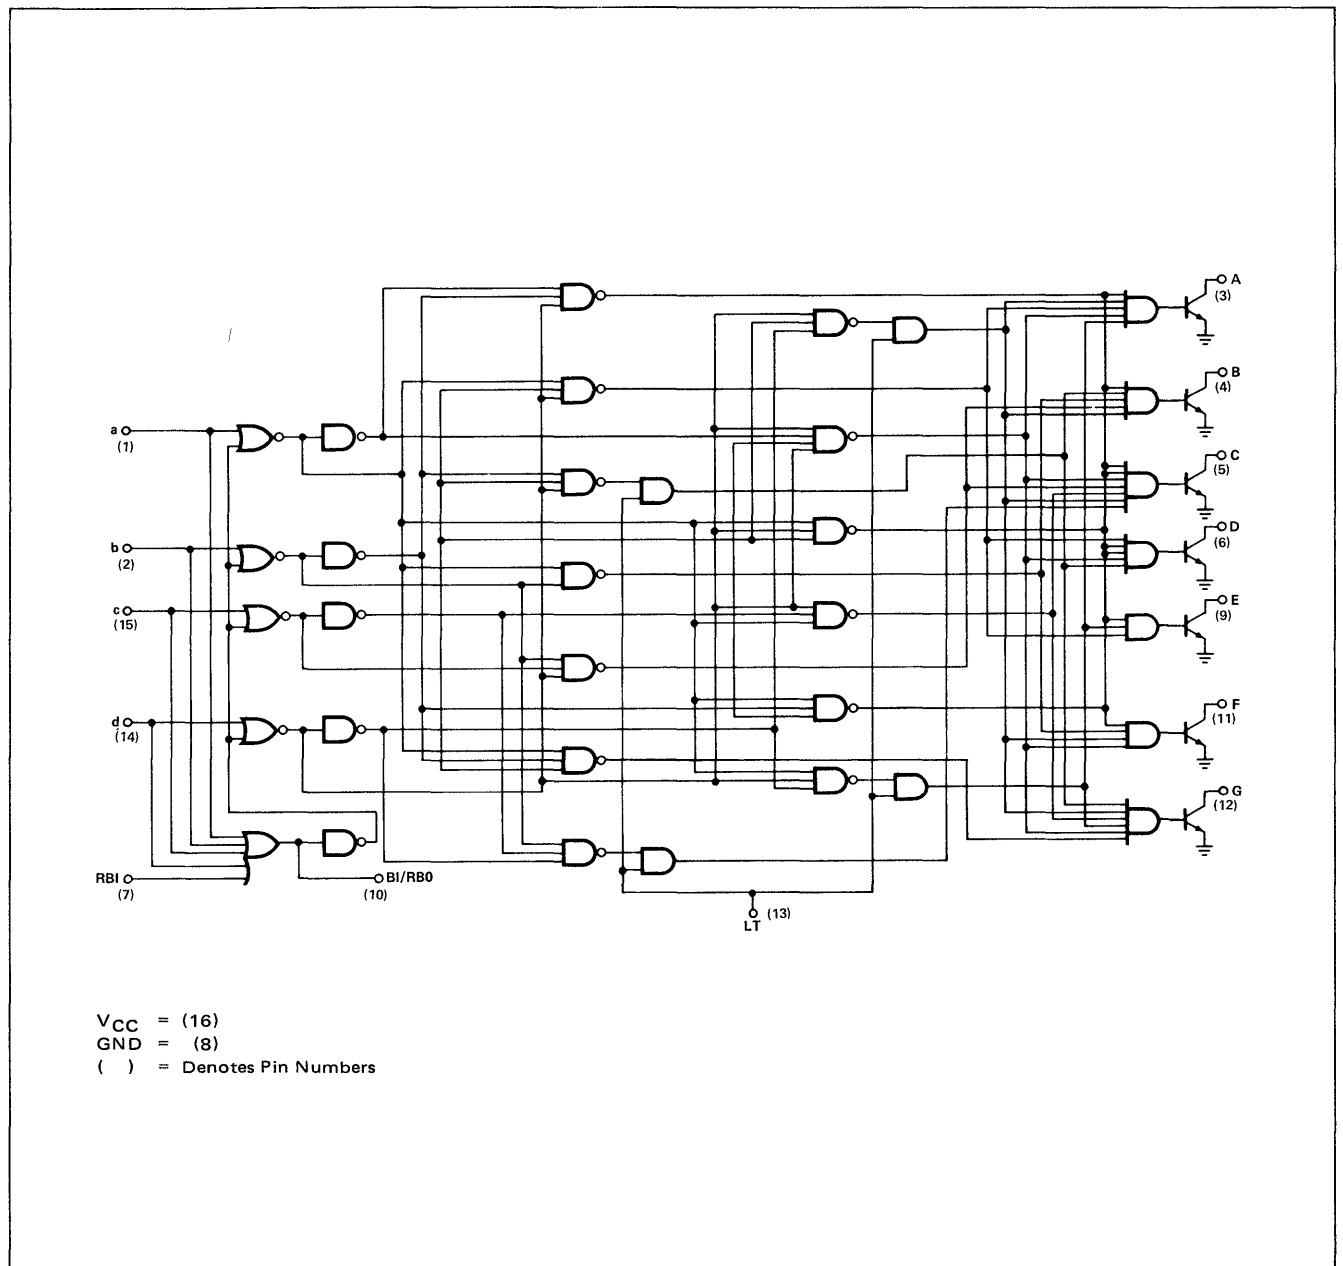 A
(3)
B
(4)
a
(1)
C
(5)
D
(6)
b
(2)
E
(9)
c
(15)
F
(11)
d
(14)
G
(12)
RBI
(7)
BI/RB0
(10)
(13)
LT
VCC = (16)
GND = (8)
( ) = Denotes Pin Numbers